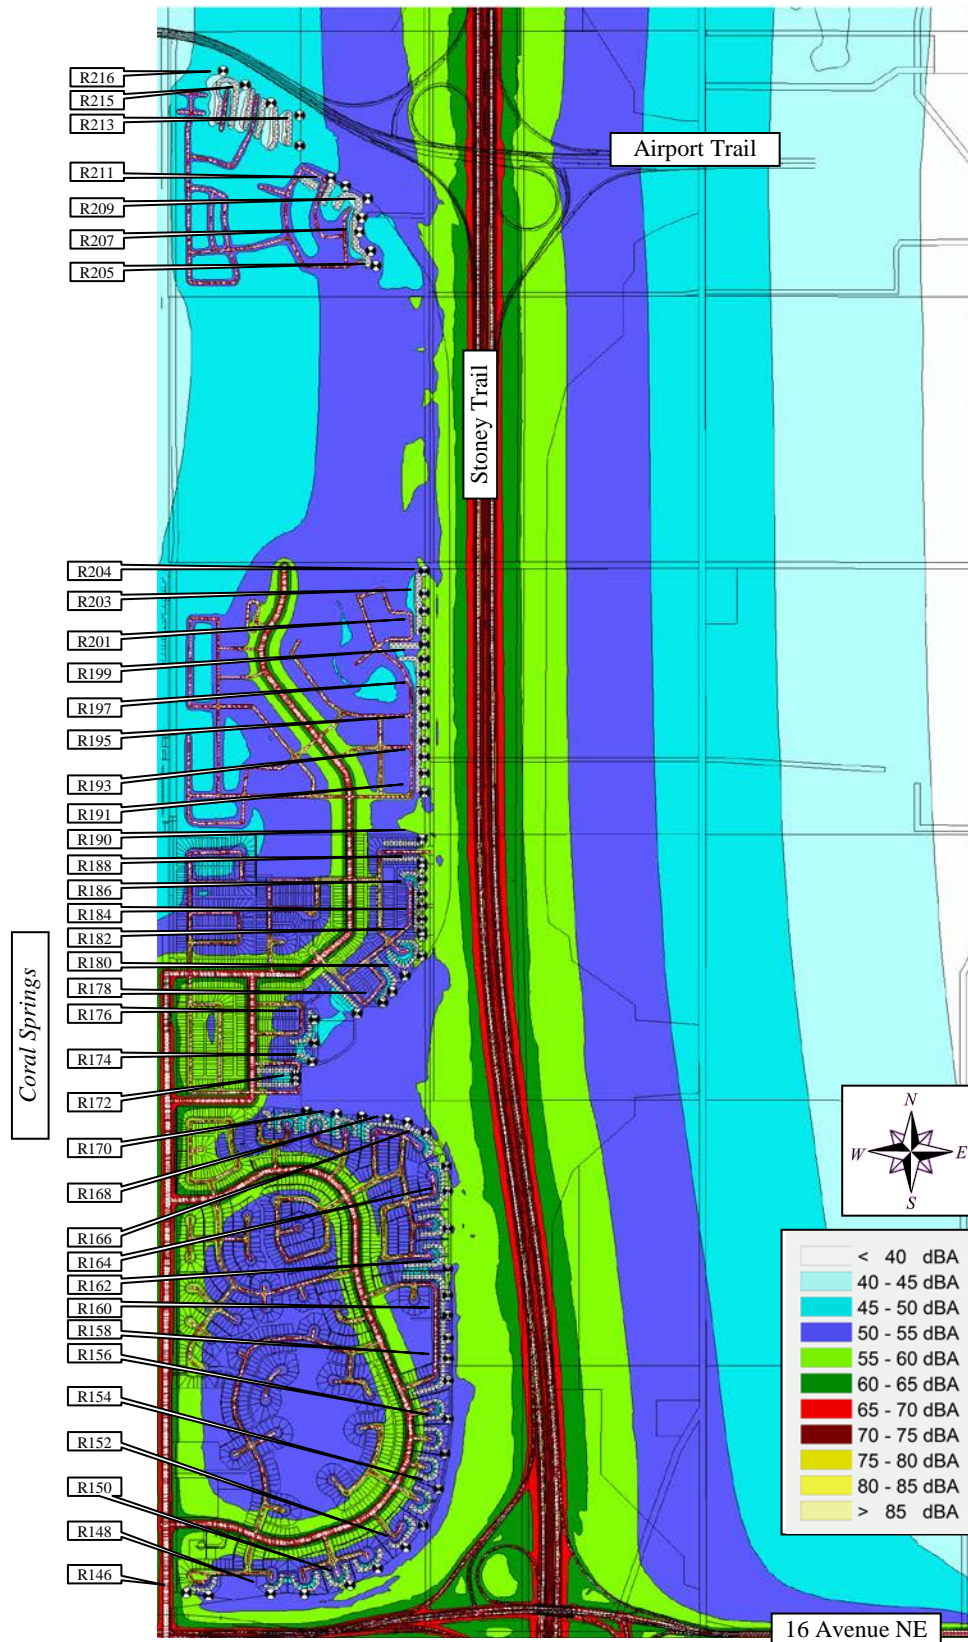 R216
R215
R213
Airport Trail
R211
R209
R207
R205
Stoney Trail
R204
R203
R201
R199
R197
R195
R193
R191
R190
R188
R186
R184
R182
R180
R178
R176
R174
R172
Coral Springs
R170
R168
R166
R164
R162
R160
R158
R156
R154
R152
R150
R148
R146
N
W E
S
< 40 dBA
40 - 45 dBA
45 - 50 dBA
50 - 55 dBA
55 - 60 dBA
60 - 65 dBA
65 - 70 dBA
70 - 75 dBA
75 - 80 dBA
80 - 85 dBA
> 85 dBA
16 Avenue NE